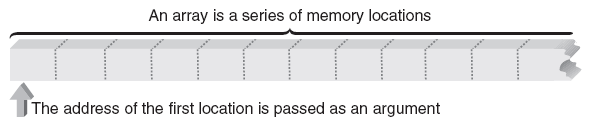 An array is a series of memory locations
The address of the first location is passed as an argument